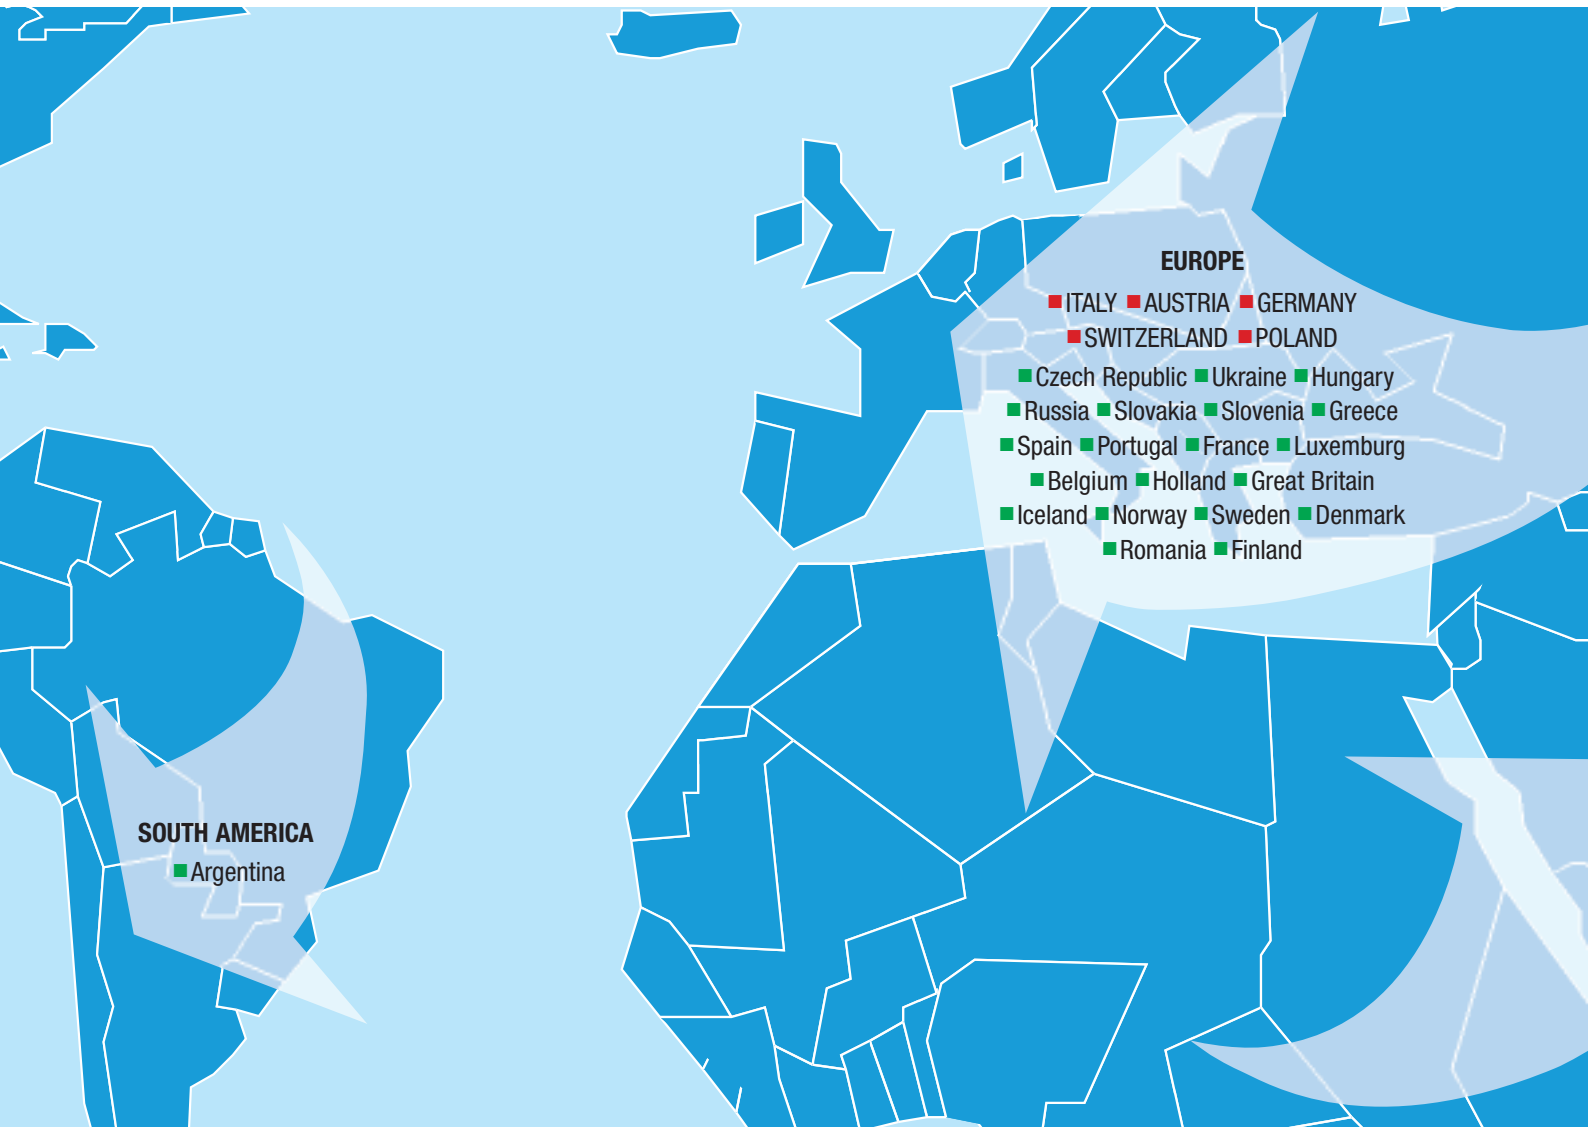 EUROPE
■ ITALY ■ AUSTRIA ■ GERMANY
■ SWITZERLAND ■ POLAND
■ Czech Republic ■ Ukraine ■ Hungary
■ Russia ■ Slovakia ■ Slovenia ■ Greece
■ Spain ■ Portugal ■ France ■ Luxemburg
■ Belgium ■ Holland ■ Great Britain
■ Iceland ■ Norway ■ Sweden ■ Denmark
■ Romania ■ Finland
SOUTH AMERICA
■ Argentina